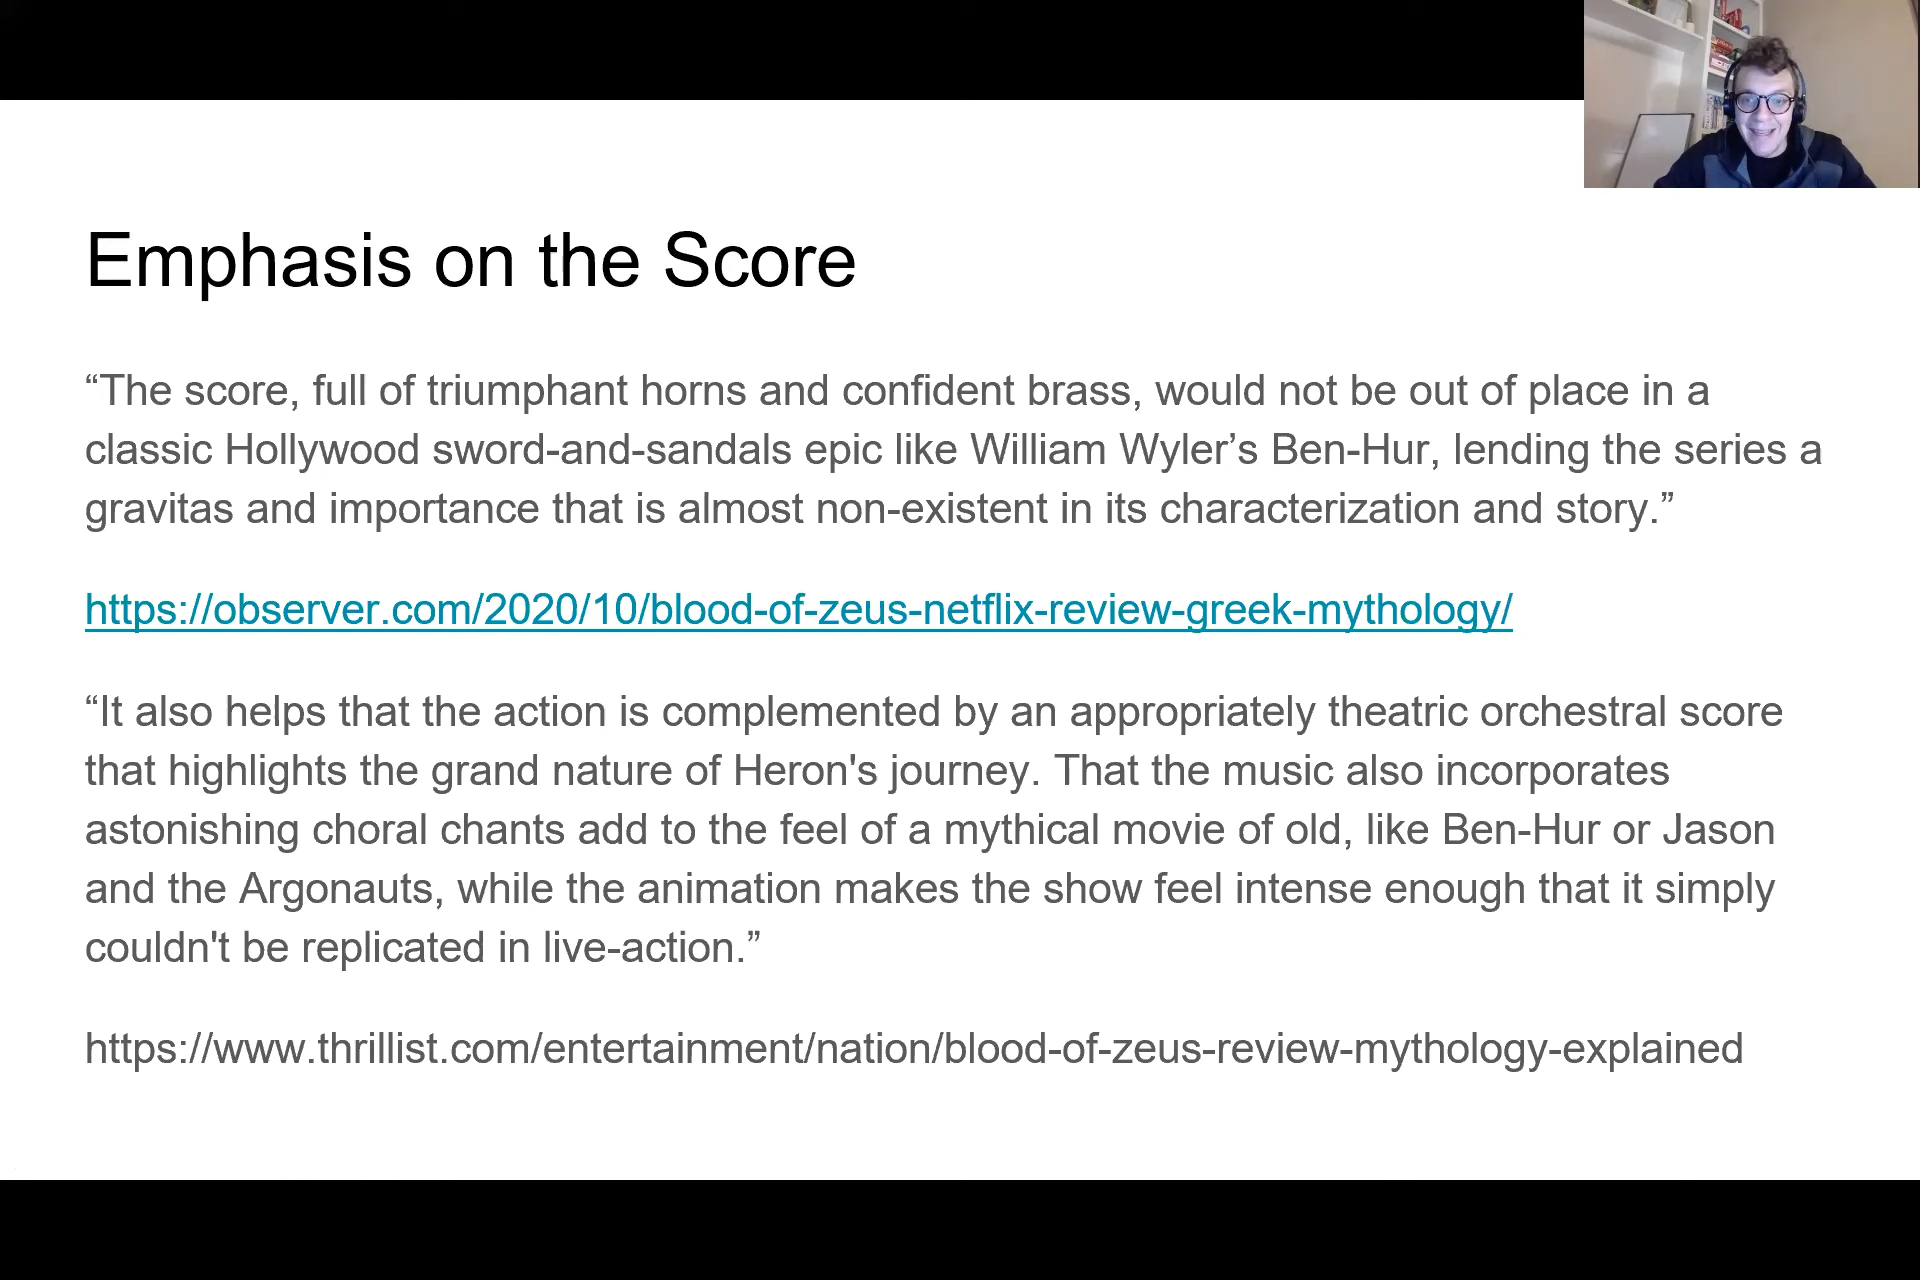 Emphasis on the Score
“The score, full of triumphant horns and confident brass, would not be out of place in a
classic Hollywood sword-and-sandals epic like William Wyler’s Ben-Hur, lending the series a
gravitas and importance that is almost non-existent in its characterization and story.”
https://observer.com/2020/10/blood-of-zeus-netflix-review-greek-mythology/
“It also helps that the action is complemented by an appropriately theatric orchestral score
that highlights the grand nature of Heron's journey. That the music also incorporates
astonishing choral chants add to the feel of a mythical movie of old, like Ben-Hur or Jason
and the Argonauts, while the animation makes the show feel intense enough that it simply
couldn't be replicated in live-action.”
https://www.thrillist.com/entertainment/nation/blood-of-zeus-review-mythology-explained